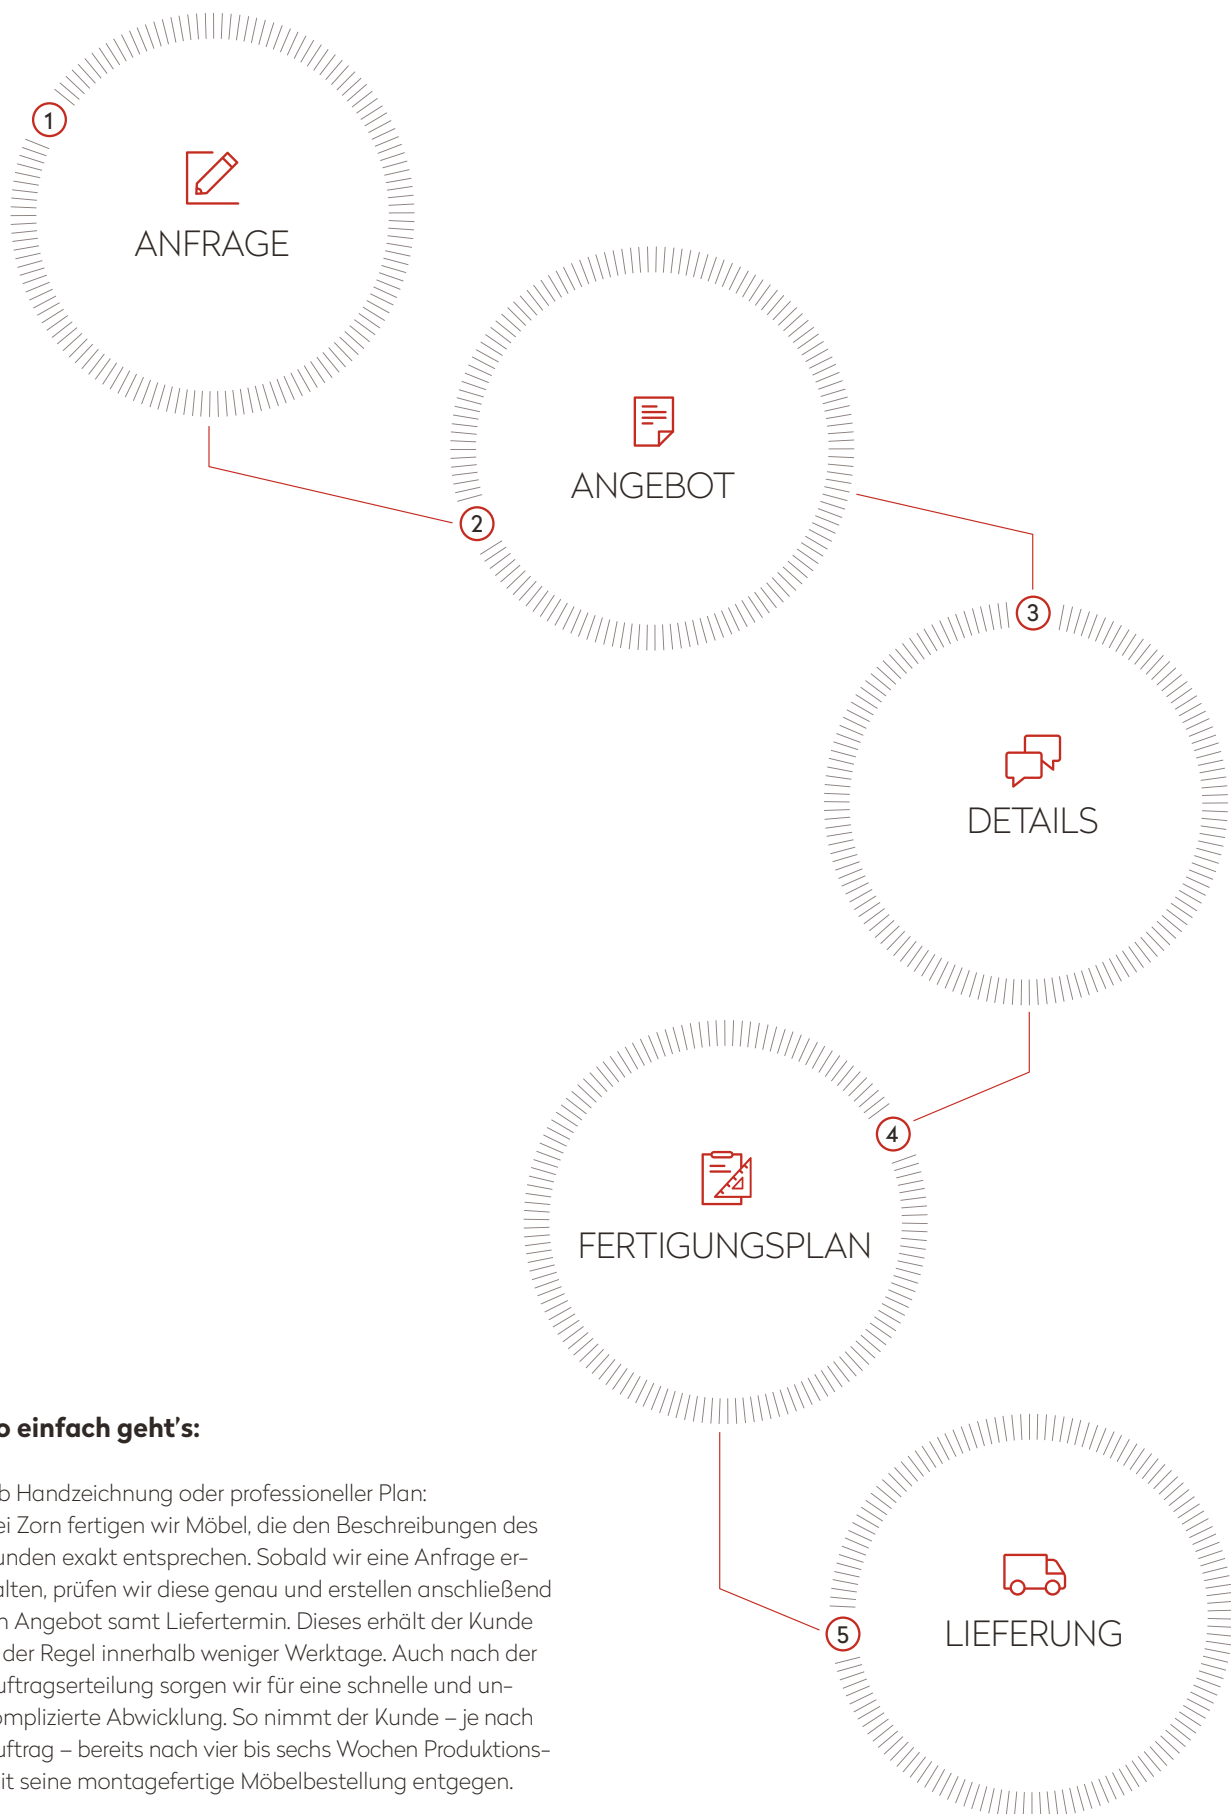 1
ANFRAGE
ANGEBOT
2
3
DETAILS
4
FERTIGUNGSPLAN
o einfach geht's:
b Handzeichnung oder professioneller Plan:
ei Zorn fertigen wir Möbel, die den Beschreibungen des
unden exakt entsprechen. Sobald wir eine Anfrage er-
alten, prüfen wir diese genau und erstellen anschließend
n Angebot samt Liefertermin. Dieses erhält der Kunde
der Regel innerhalb weniger Werktage. Auch nach der
uftragserteilung sorgen wir für eine schnelle und un-
omplizierte Abwicklung. So nimmt der Kunde – je nach
uftrag – bereits nach vier bis sechs Wochen Produktions-
it seine montagefertige Möbelbestellung entgegen.
5
LIEFERUNG